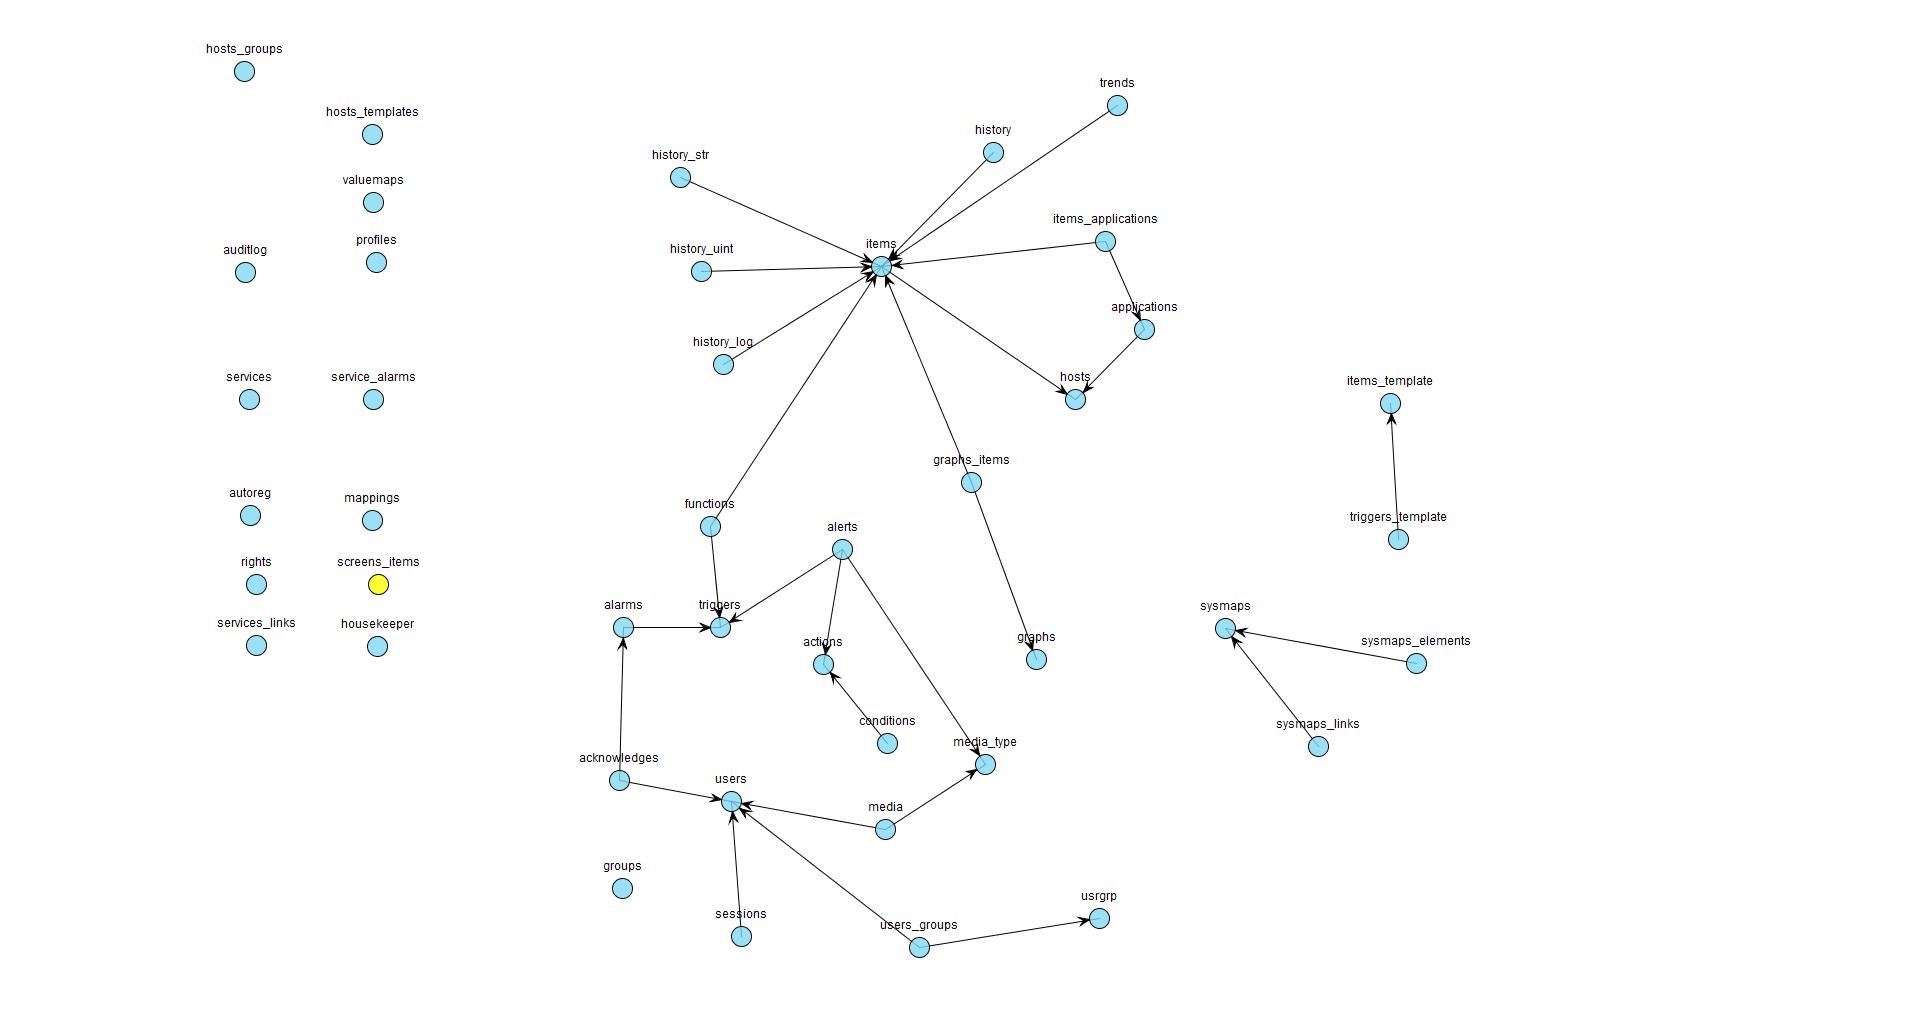 hosts_groups
hosts_templates
valuemaps
auditlog
profiles
services
service_alarms
autoreg
mappings
rights
screens_items
services_links
housekeeper
trends
history
history_str
items_applications
items
history_uint
applications
history_log
hosts
graphs_items
functions
alerts
alarms
triggers
actions
graphs
conditions
media_type
acknowledges
users
media
groups
sessions
users_groups
usrgrp
items_template
triggers_template
sysmaps
sysmaps_elements
sysmaps_links